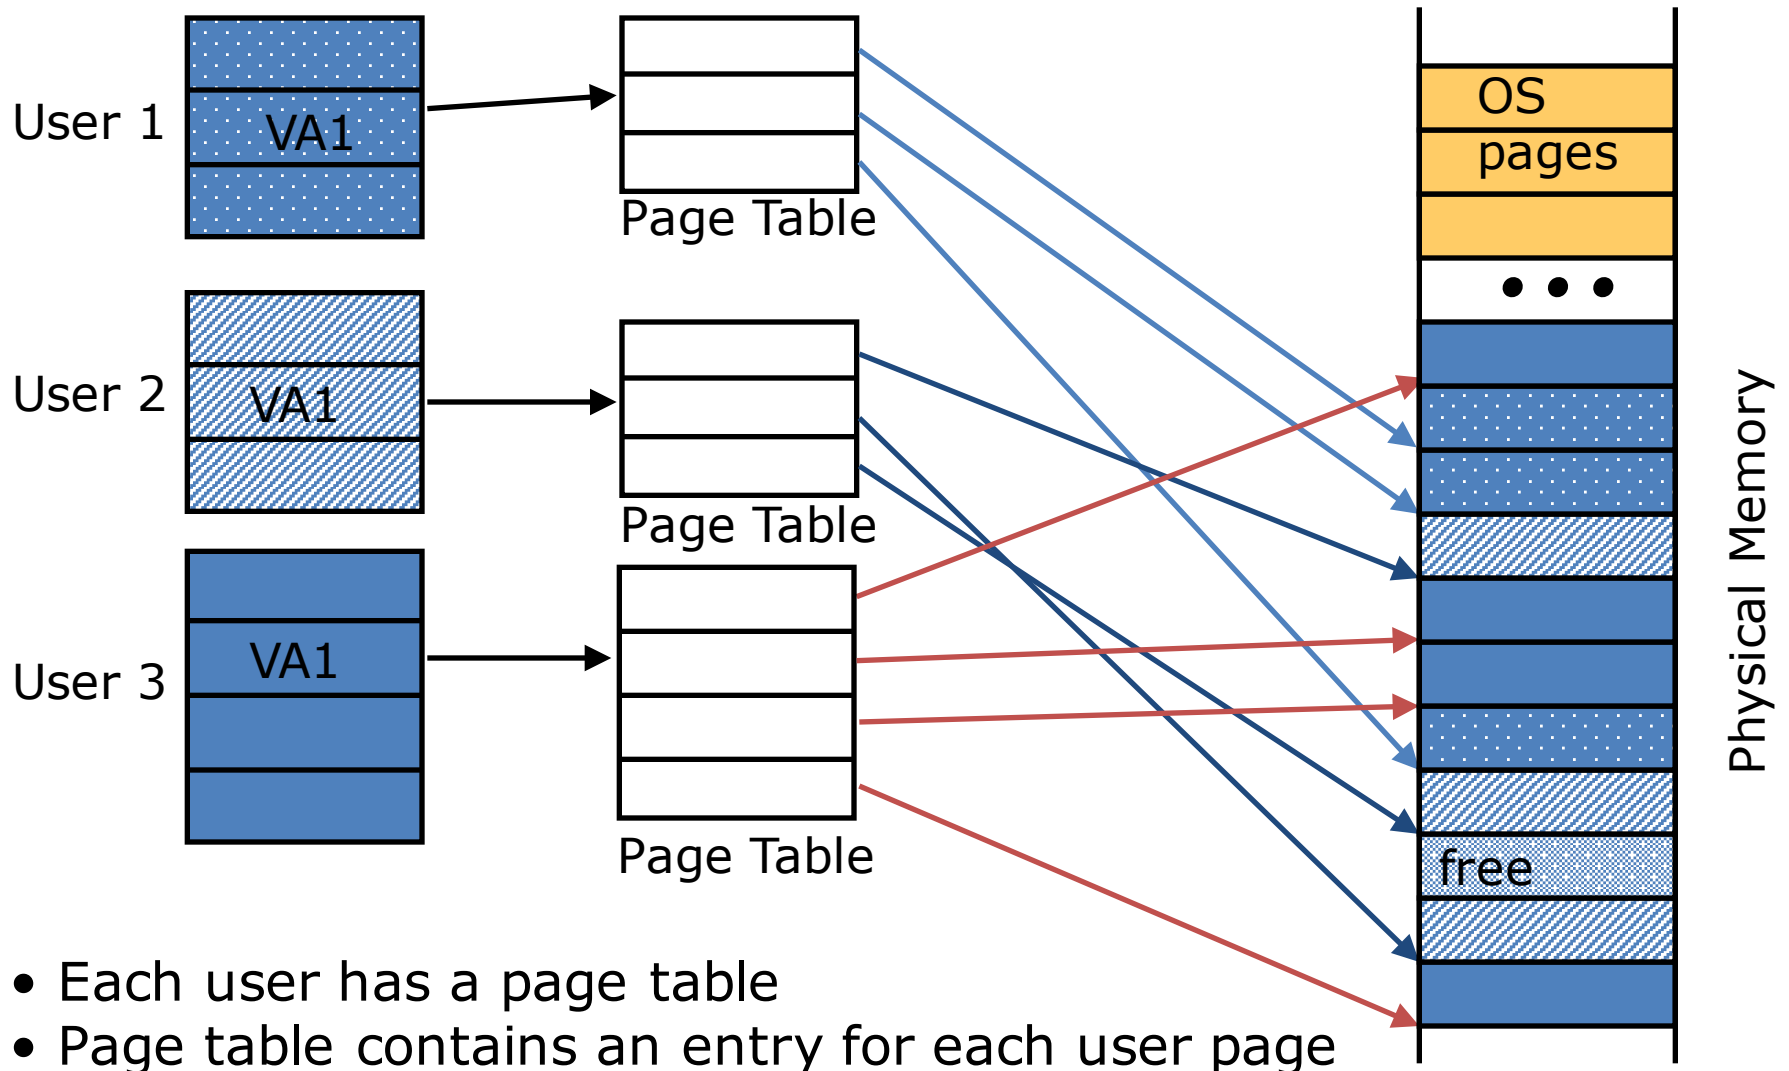 User 1
VA1
Page Table
User 2
VA1
Page Table
User 3
VA1
Page Table
OS
pages
• • •
free
Physical Memory
• Each user has a page table
• Page table contains an entry for each user page